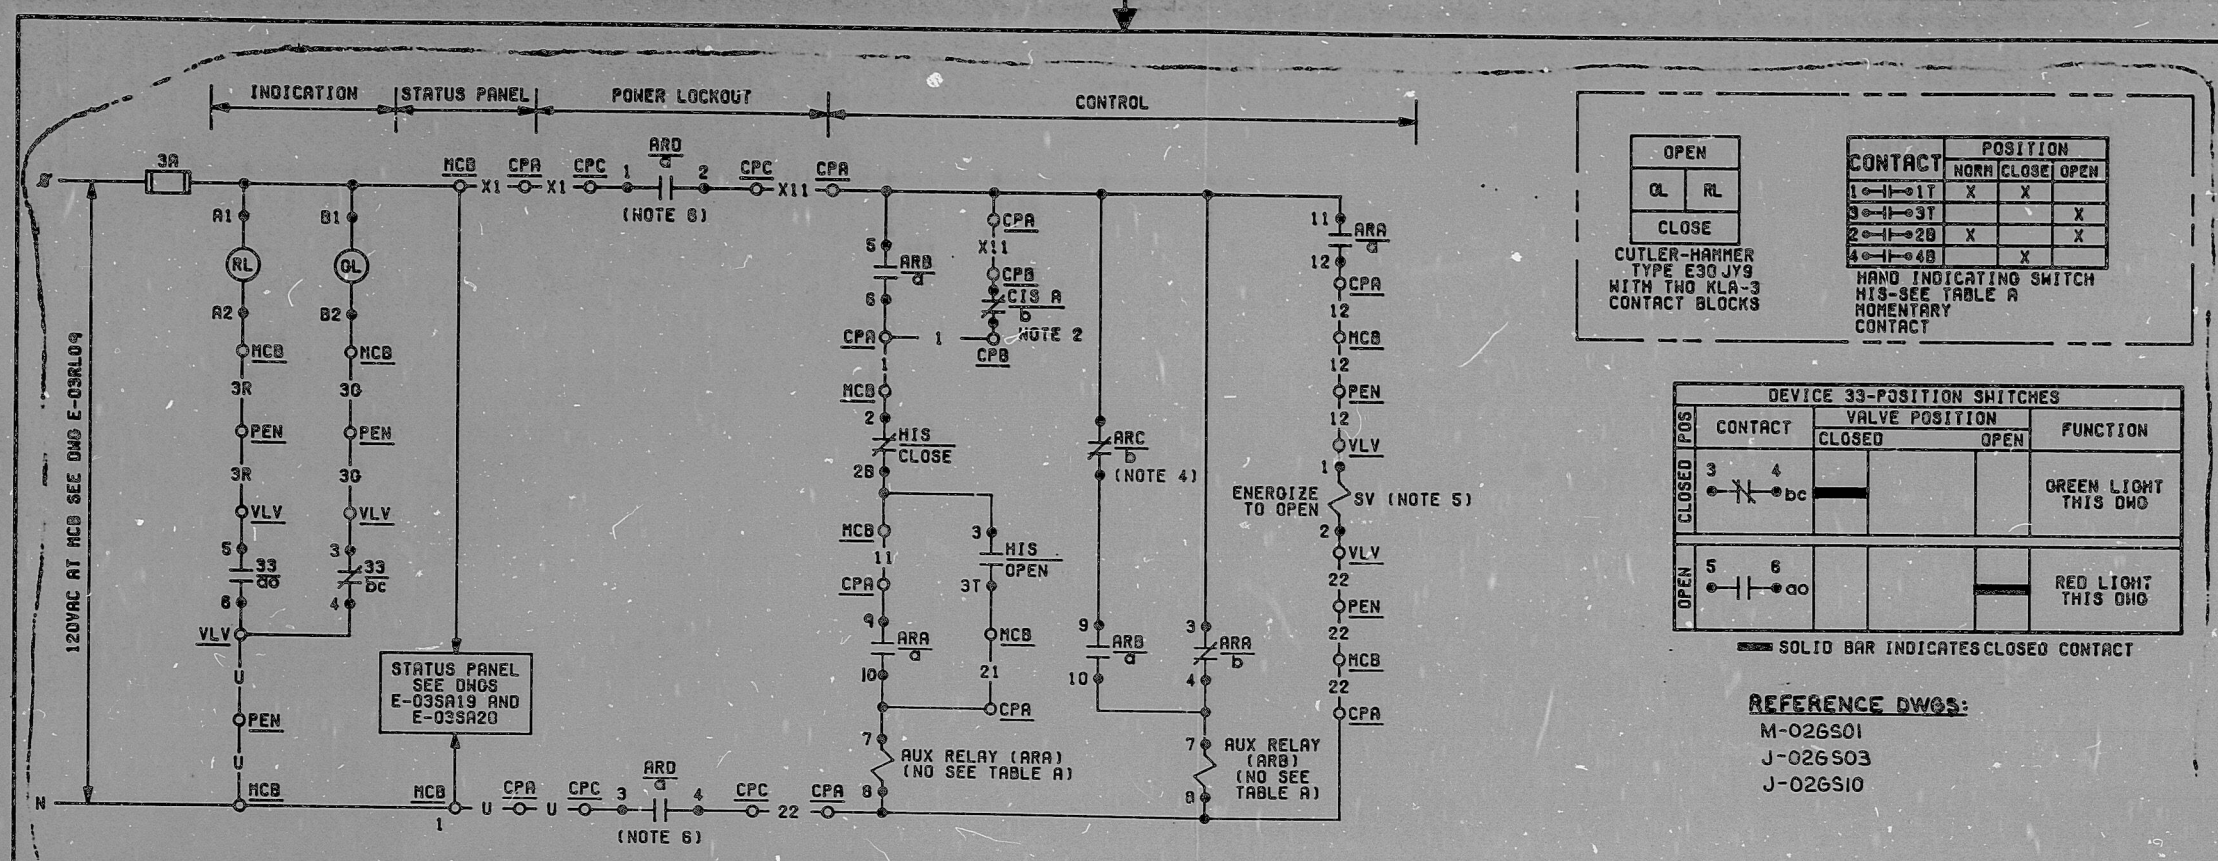 INDICATION
STATUS PANEL
POWER LOCKOUT
CONTROL
3A
MCB
X1
CPA
X1
CPC
1
ARD
a
2
(NOTE 6)
CPC
X11
CPA
A1
RL
A2
MCB
3R
PEN
3R
VLV
5
33
ao
6
VLV
U
PEN
U
MCB
B1
GL
B2
MCB
3G
PEN
3G
VLV
3
33
bc
4
120VAC AT MCB SEE DWG E-03RL09
N
STATUS PANEL
SEE DWGS
E-03SA19 AND
E-03SA20
MCB
1
U
CPA
U
CPC
3
ARD
a
4
(NOTE 6)
CPC
22
CPA
5
ARB
a
6
CPA
1
1
MCB
2
HIS
CLOSE
2B
MCB
11
CPA
9
ARA
a
10
7
AUX RELAY (ARA)
(NO SEE TABLE A)
8
CPA
X11
CPB
CIS A
b
NOTE 2
CPB
3
HIS
OPEN
3T
MCB
21
CPA
ARC
b
(NOTE 4)
9
ARB
a
10
3
ARA
b
4
7
AUX RELAY
(ARB)
(NO SEE
TABLE A)
8
11
ARA
a
12
CPA
12
MCB
12
PEN
12
VLV
1
ENERGIZE
TO OPEN
SV (NOTE 5)
2
VLV
22
PEN
22
MCB
22
CPA
OPEN
GL
RL
CLOSE
CUTLER-HAMMER
TYPE E30 JY9
WITH TWO KLA-3
CONTACT BLOCKS
CONTACT
POSITION
NORM CLOSE OPEN
1 1T X X
3 3T X
2 2B X X
4 4B X
HAND INDICATING SWITCH
HIS-SEE TABLE A
MOMENTARY
CONTACT
DEVICE 33-POSITION SWITCHES
POS
CONTACT
VALVE POSITION
CLOSED OPEN
FUNCTION
CLOSED
3 4
bc
GREEN LIGHT
THIS DWG
OPEN
5 6
ao
RED LIGHT
THIS DWG
SOLID BAR INDICATES CLOSED CONTACT
REFERENCE DWGS:
M-02GS01
J-02GS03
J-02GS10